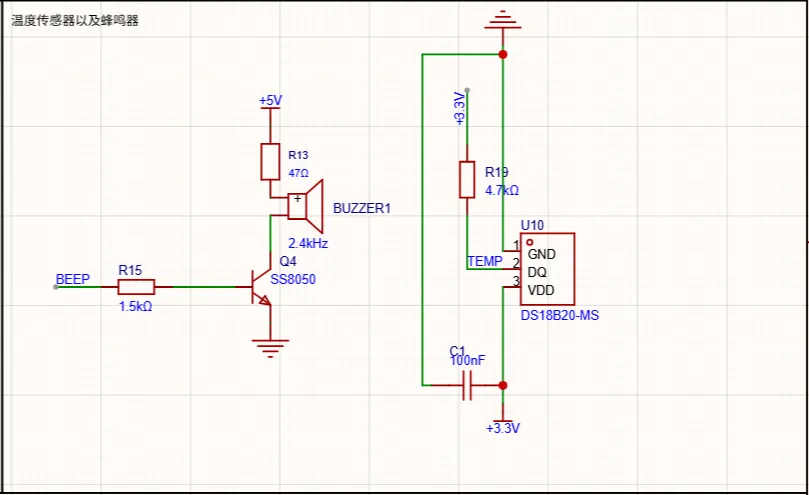 温度传感器以及蜂鸣器
+5V
R13
47Ω
+
BUZZER1
2.4kHz
Q4
SS8050
BEEP
R15
1.5kΩ
+3.3V
R19
4.7kΩ
U10
1
GND
TEMP
2
DQ
3
VDD
DS18B20-MS
C1
100nF
+3.3V